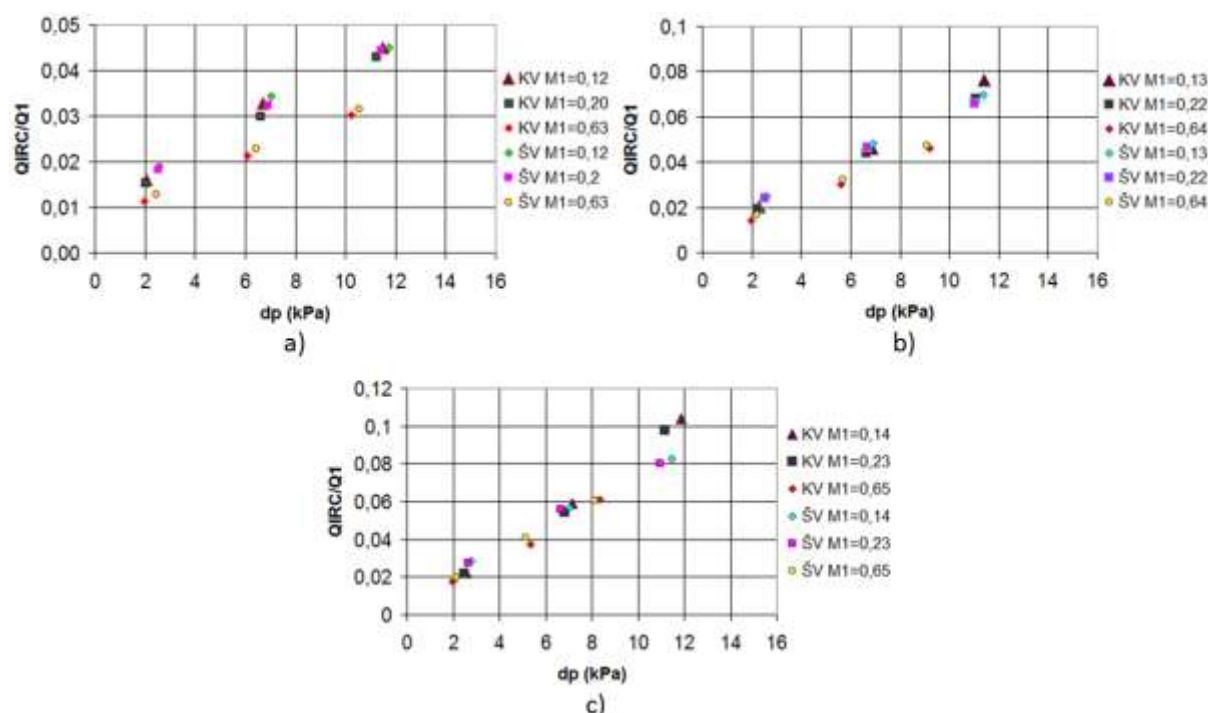 0,05
0,04
0,03
0,02
0,01
0,00
QIRC/Q1
0 2 4 6 8 10 12 14 16
dp (kPa)
KV M1=0,12
KV M1=0,20
KV M1=0,63
ŠV M1=0,12
ŠV M1=0,2
ŠV M1=0,63
a)
0,1
0,08
0,06
0,04
0,02
0
QIRC/Q1
0 2 4 6 8 10 12 14 16
dp (kPa)
KV M1=0,13
KV M1=0,22
KV M1=0,64
ŠV M1=0,13
ŠV M1=0,22
ŠV M1=0,64
b)
0,12
0,1
0,08
0,06
0,04
0,02
0
QIRC/Q1
0 2 4 6 8 10 12 14 16
dp (kPa)
KV M1=0,14
KV M1=0,23
KV M1=0,65
ŠV M1=0,14
ŠV M1=0,23
ŠV M1=0,65
c)